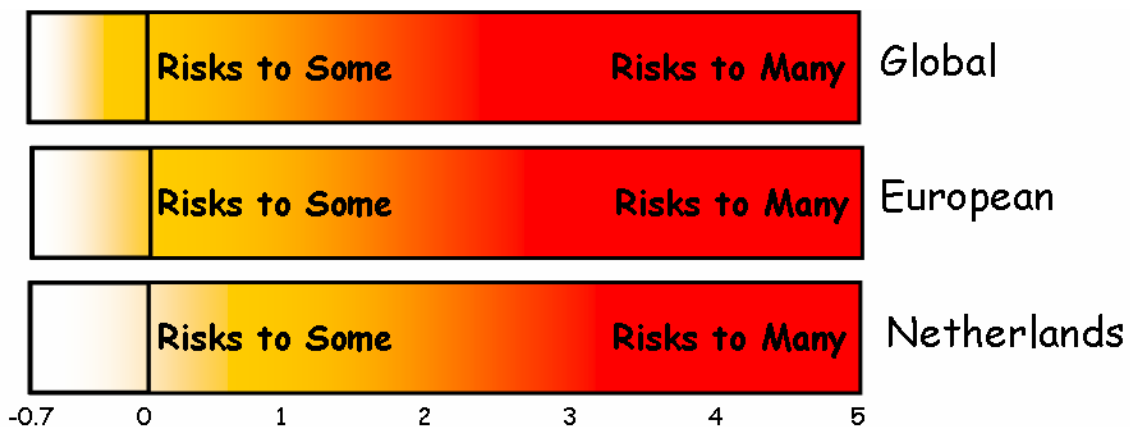 Risks to Some Risks to Many Global
Risks to Some Risks to Many European
Risks to Some Risks to Many Netherlands
-0.7 0 1 2 3 4 5